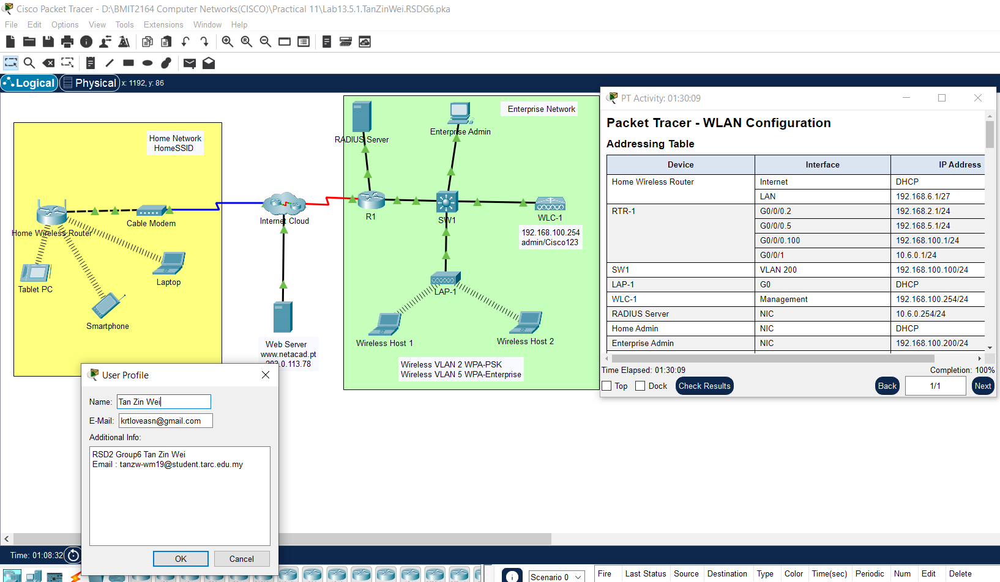 Cisco Packet Tracer - D:\BMIT2164 Computer Networks(CISCO)\Practical 11\Lab13.5.1.TanZinWei.RSDG6.pka
File Edit Options View Tools Extensions Window Help
Logical Physical x: 1192, y: 86
Home Network
HomeSSID
Home Wireless Router
Cable Modem
Tablet PC
Laptop
Smartphone
Internet Cloud
Web Server
www.netacad.pt
203.0.113.78
Enterprise Network
RADIUS Server
Enterprise Admin
R1
SW1
WLC-1
192.168.100.254
admin/Cisco123
LAP-1
Wireless Host 1
Wireless Host 2
Wireless VLAN 2 WPA-PSK
Wireless VLAN 5 WPA-Enterprise
PT Activity: 01:30:09
Packet Tracer - WLAN Configuration
Addressing Table
Device Interface IP Address
Home Wireless Router Internet DHCP
LAN 192.168.6.1/27
RTR-1 G0/0/0.2 192.168.2.1/24
G0/0/0.5 192.168.5.1/24
G0/0/0.100 192.168.100.1/24
G0/0/1 10.6.0.1/24
SW1 VLAN 200 192.168.100.100/24
LAP-1 G0 DHCP
WLC-1 Management 192.168.100.254/24
RADIUS Server NIC 10.6.0.254/24
Home Admin NIC DHCP
Enterprise Admin NIC 192.168.100.200/24
Time Elapsed: 01:30:09 Completion: 100%
Top Dock Check Results Back 1/1 Next
User Profile
Name: Tan Zin Wei
E-Mail: krtloveasn@gmail.com
Additional Info:
RSD2 Group6 Tan Zin Wei
Email : tanzw-wm19@student.tarc.edu.my
OK Cancel
Time: 01:08:32
Scenario 0
Fire Last Status Source Destination Type Color Time(sec) Periodic Num Edit Delete